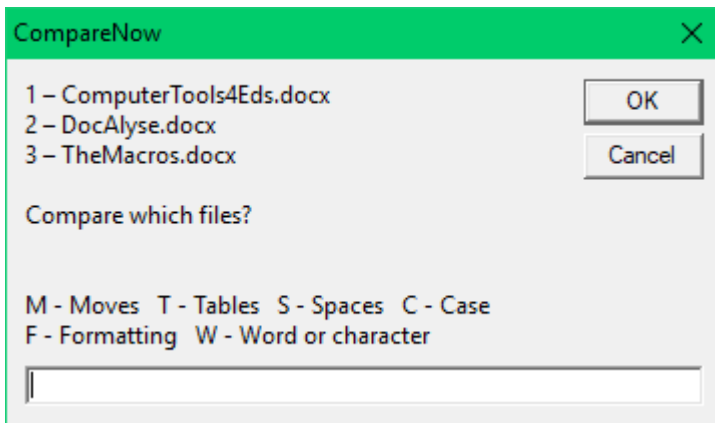 CompareNow
1 – ComputerTools4Eds.docx
2 – DocAlyse.docx
3 – TheMacros.docx
OK
Cancel
Compare which files?
M - Moves   T - Tables   S - Spaces   C - Case
F - Formatting   W - Word or character